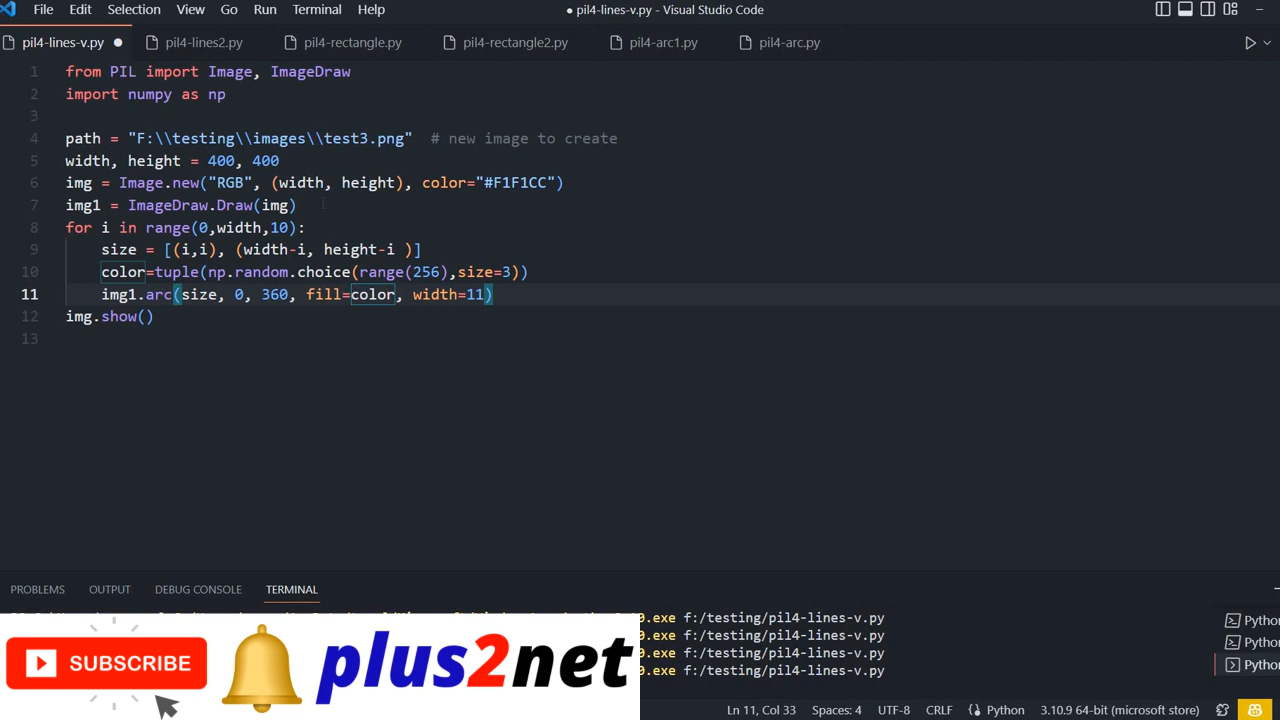 File Edit Selection View Go Run Terminal Help ● pil4-lines-v.py - Visual Studio Code
pil4-lines-v.py ● pil4-lines2.py pil4-rectangle.py pil4-rectangle2.py pil4-arc1.py pil4-arc.py
1 from PIL import Image, ImageDraw
2 import numpy as np
3
4 path = "F:\\testing\\images\\test3.png"  # new image to create
5 width, height = 400, 400
6 img = Image.new("RGB", (width, height), color="#F1F1CC")
7 img1 = ImageDraw.Draw(img)
8 for i in range(0,width,10):
9     size = [(i,i), (width-i, height-i )]
10     color=tuple(np.random.choice(range(256),size=3))
11     img1.arc(size, 0, 360, fill=color, width=11)
12 img.show()
13
PROBLEMS OUTPUT DEBUG CONSOLE TERMINAL
0.exe f:/testing/pil4-lines-v.py
0.exe f:/testing/pil4-lines-v.py
0.exe f:/testing/pil4-lines-v.py
0.exe f:/testing/pil4-lines-v.py
Python
Python
Python
SUBSCRIBE
plus2net
Ln 11, Col 33 Spaces: 4 UTF-8 CRLF Python 3.10.9 64-bit (microsoft store)